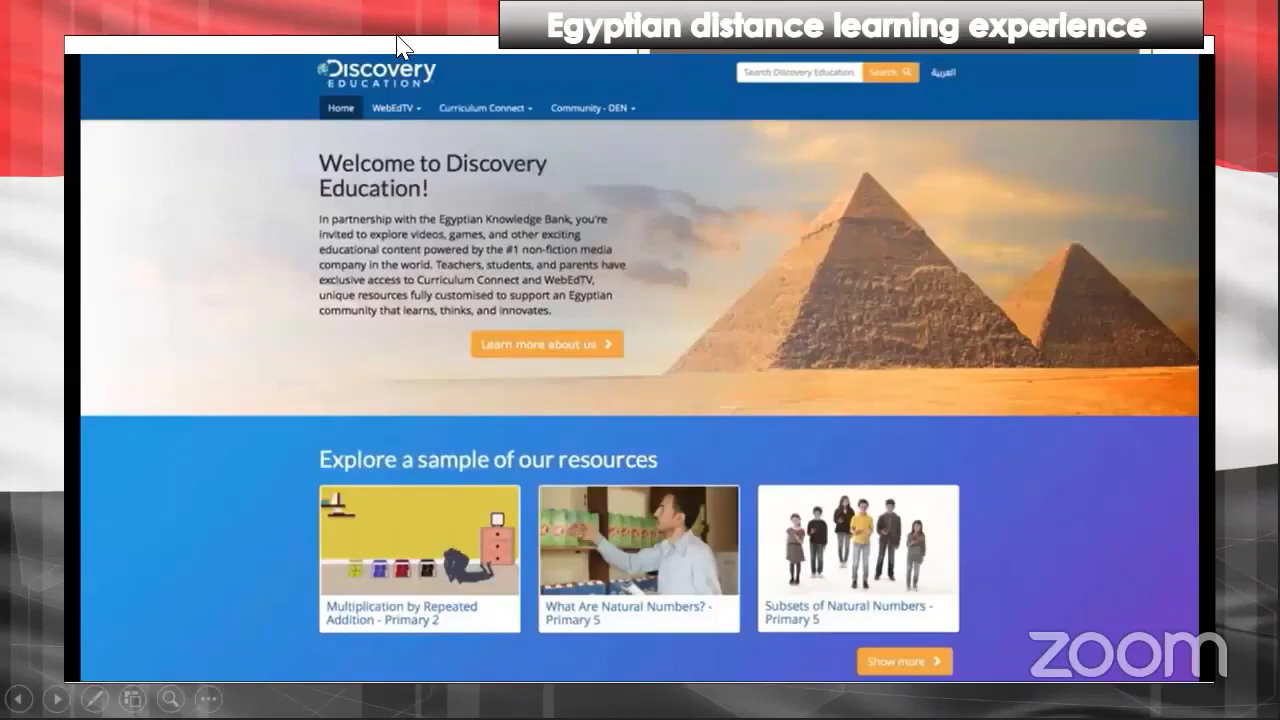 Egyptian distance learning experience
Discovery
EDUCATION
Search Discovery Education.
Search
العربية
Home
WebEdTV
Curriculum Connect
Community - DEN
Welcome to Discovery
Education!
In partnership with the Egyptian Knowledge Bank, you're
invited to explore videos, games, and other exciting
educational content powered by the #1 non-fiction media
company in the world. Teachers, students, and parents have
exclusive access to Curriculum Connect and WebEdTV,
unique resources fully customised to support an Egyptian
community that learns, thinks, and innovates.
Learn more about us
Explore a sample of our resources
Multiplication by Repeated
Addition - Primary 2
What Are Natural Numbers? -
Primary 5
Subsets of Natural Numbers -
Primary 5
Show more
zoom